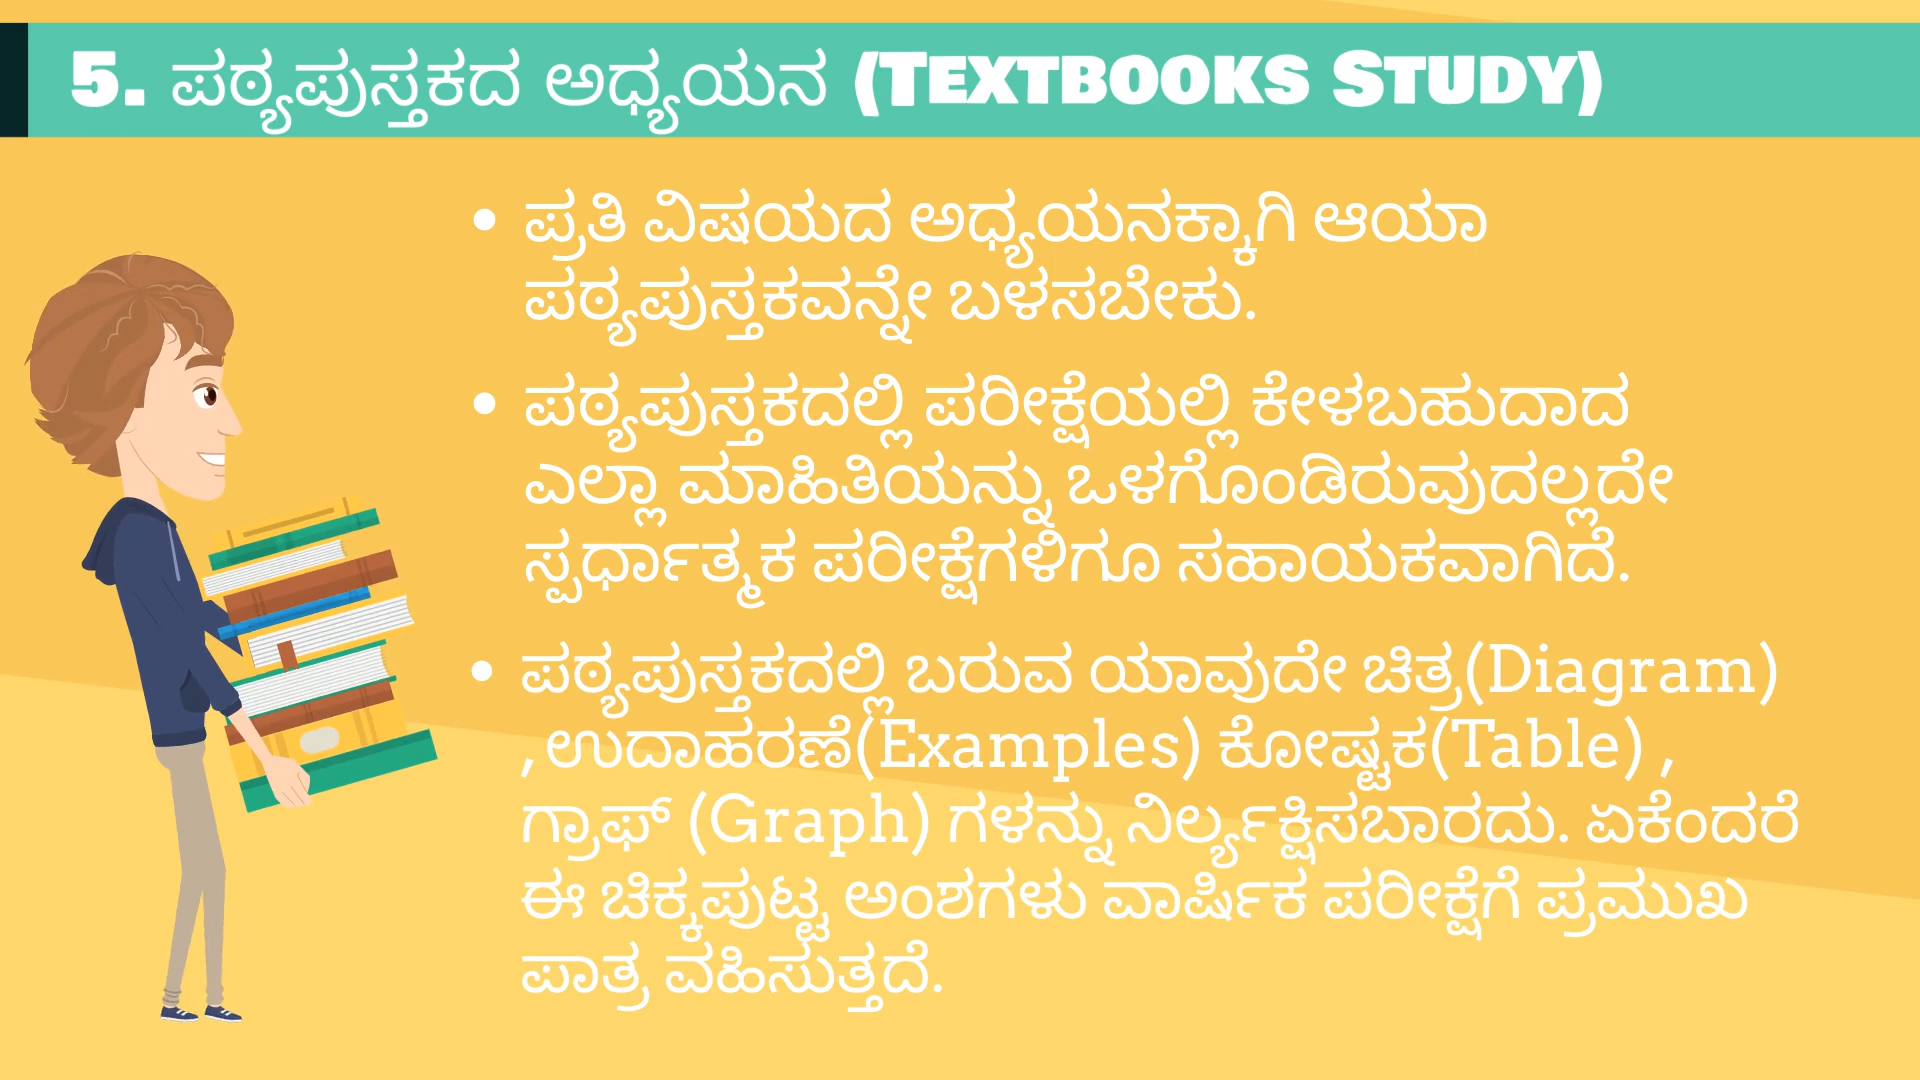 5. ಪಠ್ಯಪುಸ್ತಕದ ಅಧ್ಯಯನ (TEXTBOOKS STUDY)
• ಪ್ರತಿ ವಿಷಯದ ಅಧ್ಯಯನಕ್ಕಾಗಿ ಆಯಾ
ಪಠ್ಯಪುಸ್ತಕವನ್ನೇ ಬಳಸಬೇಕು.
• ಪಠ್ಯಪುಸ್ತಕದಲ್ಲಿ ಪರೀಕ್ಷೆಯಲ್ಲಿ ಕೇಳಬಹುದಾದ
ಎಲ್ಲಾ ಮಾಹಿತಿಯನ್ನು ಒಳಗೊಂಡಿರುವುದಲ್ಲದೇ
ಸ್ಪರ್ಧಾತ್ಮಕ ಪರೀಕ್ಷೆಗಳಿಗೂ ಸಹಾಯಕವಾಗಿದೆ.
• ಪಠ್ಯಪುಸ್ತಕದಲ್ಲಿ ಬರುವ ಯಾವುದೇ ಚಿತ್ರ(Diagram)
, ಉದಾಹರಣೆ(Examples) ಕೋಷ್ಟಕ(Table) ,
ಗ್ರಾಫ್ (Graph) ಗಳನ್ನು ನಿರ್ಲ್ಯಕ್ಷಿಸಬಾರದು. ಏಕೆಂದರೆ
ಈ ಚಿಕ್ಕಪುಟ್ಟ ಅಂಶಗಳು ವಾರ್ಷಿಕ ಪರೀಕ್ಷೆಗೆ ಪ್ರಮುಖ
ಪಾತ್ರ ವಹಿಸುತ್ತದೆ.